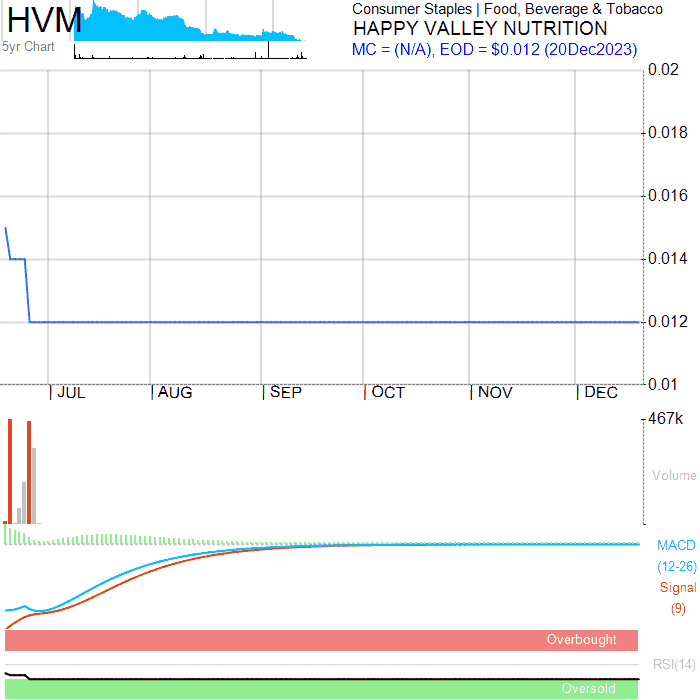 HVM
5yr Chart
Consumer Staples | Food, Beverage & Tobacco
HAPPY VALLEY NUTRITION
MC = (N/A), EOD = $0.012 (20Dec2023)
0.02
0.018
0.016
0.014
0.012
0.01
JUL AUG SEP OCT NOV DEC
467k
Volume
MACD
(12-26)
Signal
(9)
Overbought
RSI(14)
Oversold